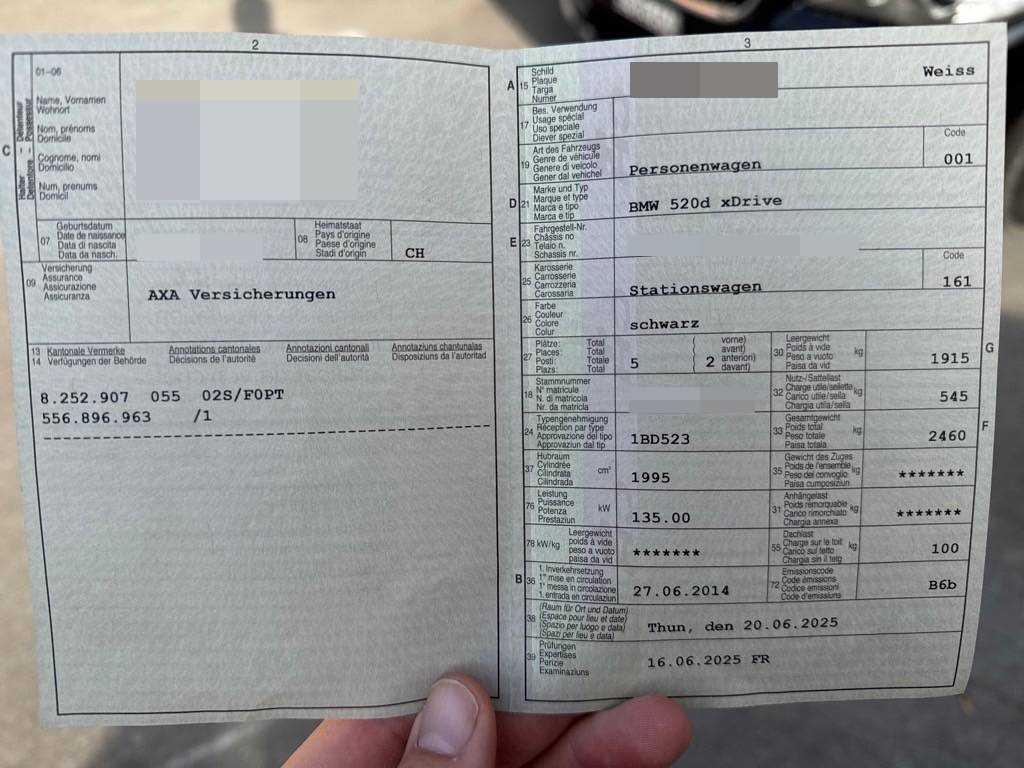 2
01-06
C
Halter - Détenteur
Detentore - Possessur
Name, Vornamen
Wohnort
Nom, prénoms
Domicile
Cognome, nomi
Domicilio
Num, prenums
Domicil
07
Geburtsdatum
Date de naissance
Data di nascita
Data da nasch.
08
Heimatstaat
Pays d'origine
Paese d'origine
Stadi d'origin
CH
09
Versicherung
Assurance
Assicurazione
Assicuranza
AXA Versicherungen
13 Kantonale Vermerke Annotations cantonales Annotazioni cantonali Annotaziuns chantunalas
14 Verfügungen der Behörde Décisions de l'autorité Decisioni dell'autorità Disposiziuns da l'autoritad
8.252.907 055 02S/F0PT
556.896.963 /1
3
A 15
Schild
Plaque
Targa
Numer
Weiss
17
Bes. Verwendung
Usage spécial
Uso speciale
Diever spezial
19
Art des Fahrzeugs
Genre de véhicule
Genere di veicolo
Gener dal vehichel
Personenwagen
Code
001
D 21
Marke und Typ
Marque et type
Marca e tipo
Marca e tip
BMW 520d xDrive
E 23
Fahrgestell-Nr.
Châssis no
Telaio n.
Schassis nr.
25
Karosserie
Carrosserie
Carrozzeria
Carossaria
Stationswagen
Code
161
26
Farbe
Couleur
Colore
Colur
schwarz
27
Plätze: Total
Places: Total
Posti: Totale
Plazs: Total
5
2
vorne)
avant)
anteriori)
davant)
30
Leergewicht
Poids à vide
Peso a vuoto
Paisa da vid
kg
1915
G
18
Stammnummer
N° matricule
N. di matricola
Nr. da matricla
32
Nutz-/Sattellast
Charge utile/sellette
Carico utile/sella
Chargia utila/sella
kg
545
24
Typengenehmigung
Réception par type
Approvazione del tipo
Approvaziun dal tip
1BD523
33
Gesamtgewicht
Poids total
Peso totale
Paisa totala
kg
2460
F
37
Hubraum
Cylindrée
Cilindrata
Cilindrada
cm³
1995
35
Gewicht des Zuges
Poids de l'ensemble
Peso del convoglio
Paisa cumposiziun
kg
*******
76
Leistung
Puissance
Potenza
Prestaziun
kW
135.00
31
Anhängelast
Poids remorquable
Carico rimorchiato
Chargia annexa
kg
*******
78 kW/kg
Leergewicht
poids à vide
peso a vuoto
paisa da vid
*******
55
Dachlast
Charge sur le toit
Carico sul tetto
Chargia sin il tetg
kg
100
B 36
1. Inverkehrsetzung
1re mise en circulation
1a messa in circolazione
1. entrada en circulaziun
27.06.2014
72
Emissionscode
Code émissions
Codice emissioni
Code d'emissiuns
B6b
38
(Raum für Ort und Datum)
(Espace pour lieu et date)
(Spazio per luogo e data)
(Spazi per lieu e data)
Thun, den 20.06.2025
39
Prüfungen
Expertises
Perizie
Examinaziuns
16.06.2025 FR